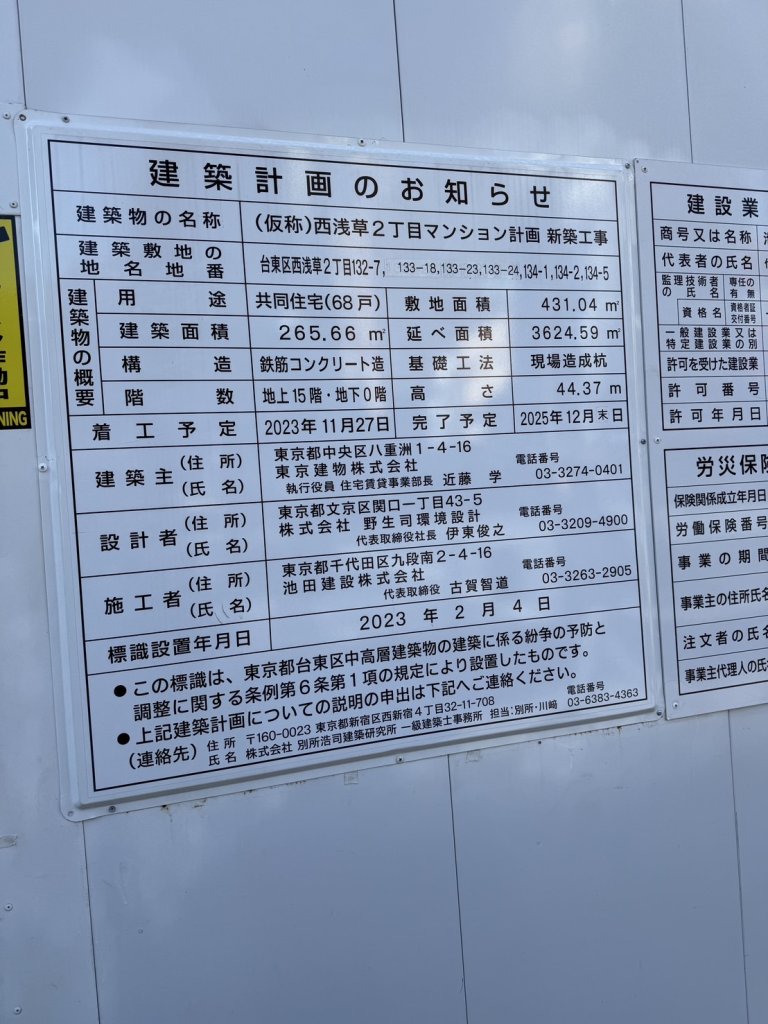 建築計画のお知らせ
建築物の名称 (仮称)西浅草2丁目マンション計画 新築工事
建築敷地の地名地番 台東区西浅草2丁目132-7, 133-18,133-23,133-24,134-1,134-2,134-5
建築物の概要
用途 共同住宅(68戸) 敷地面積 431.04㎡
建築面積 265.66㎡ 延べ面積 3624.59㎡
構造 鉄筋コンクリート造 基礎工法 現場造成杭
階数 地上15階・地下0階 高さ 44.37m
着工予定 2023年11月27日 完了予定 2025年12月末日
建築主 (住所) 東京都中央区八重洲1-4-16
(氏名) 東京建物株式会社 電話番号
執行役員 住宅賃貸事業部長 近藤 学 03-3274-0401
設計者 (住所) 東京都文京区関口一丁目43-5
(氏名) 株式会社 野生司環境設計 電話番号
代表取締役社長 伊東俊之 03-3209-4900
施工者 (住所) 東京都千代田区九段南2-4-16
(氏名) 池田建設株式会社 電話番号
代表取締役 古賀智道 03-3263-2905
標識設置年月日 2023年2月4日
●この標識は、東京都台東区中高層建築物の建築に係る紛争の予防と
調整に関する条例第6条第1項の規定により設置したものです。
●上記建築計画についての説明の申出は下記へご連絡ください。
(連絡先) 住所 〒160-0023 東京都新宿区西新宿4丁目32-11-708 電話番号
氏名 株式会社 別所浩司建築研究所 一級建築士事務所 担当:別所・川﨑 03-6383-4363
建設業
商号又は名称
代表者の氏名
監理技術者の氏名 専任の有無
資格名 資格者証交付番号
一般建設業又は
特定建設業の別
許可を受けた建設業
許可番号
許可年月日
労災保険
保険関係成立年月日
労働保険番号
事業の期間
事業主の住所氏名
注文者の氏名
事業主代理人の氏
NING